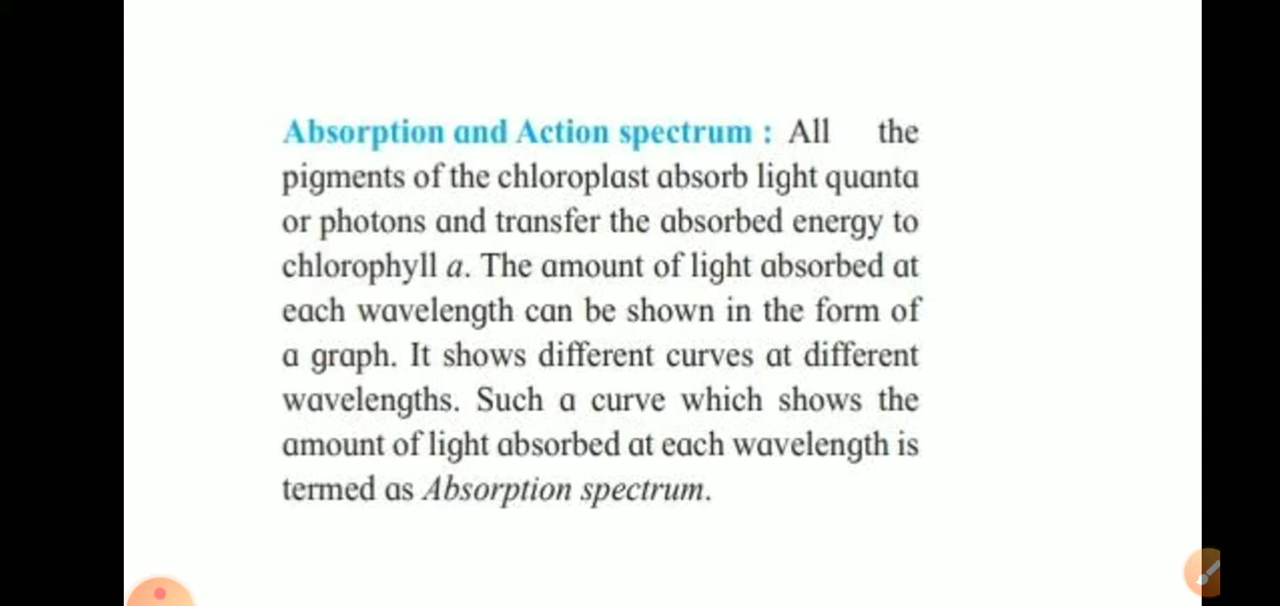 Absorption and Action spectrum : All the
pigments of the chloroplast absorb light quanta
or photons and transfer the absorbed energy to
chlorophyll a. The amount of light absorbed at
each wavelength can be shown in the form of
a graph. It shows different curves at different
wavelengths. Such a curve which shows the
amount of light absorbed at each wavelength is
termed as Absorption spectrum.